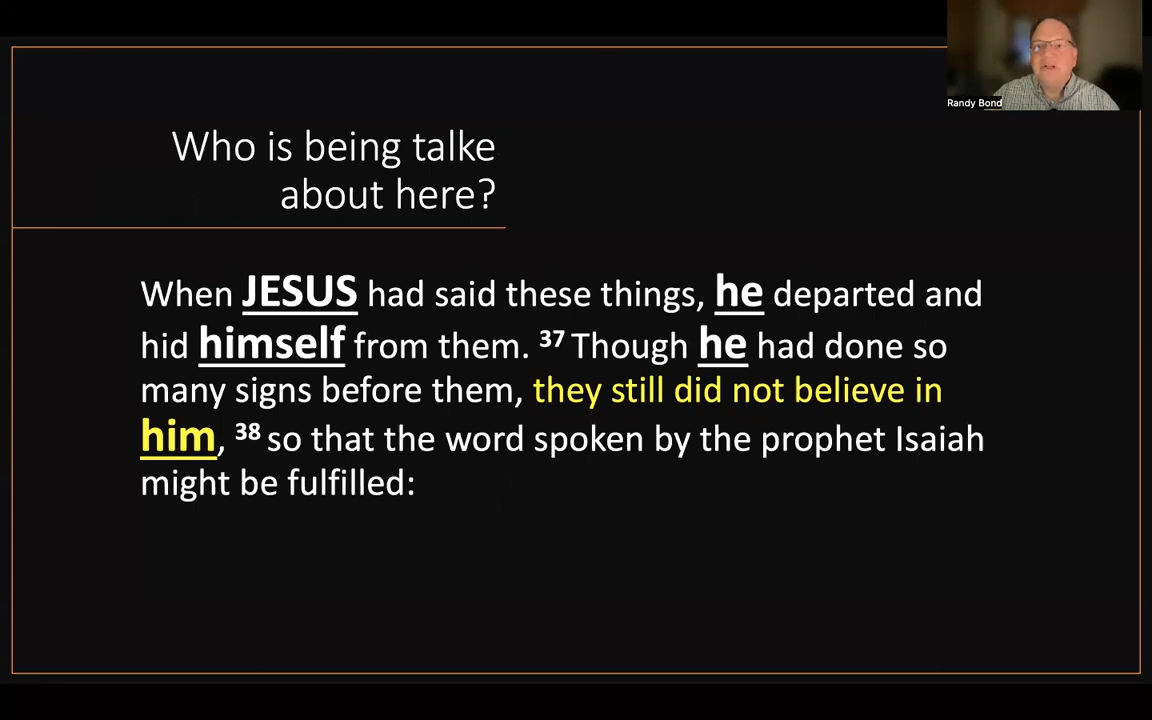 Randy Bond
Who is being talke
about here?
When JESUS had said these things, he departed and
hid himself from them. 37 Though he had done so
many signs before them, they still did not believe in
him, 38 so that the word spoken by the prophet Isaiah
might be fulfilled: